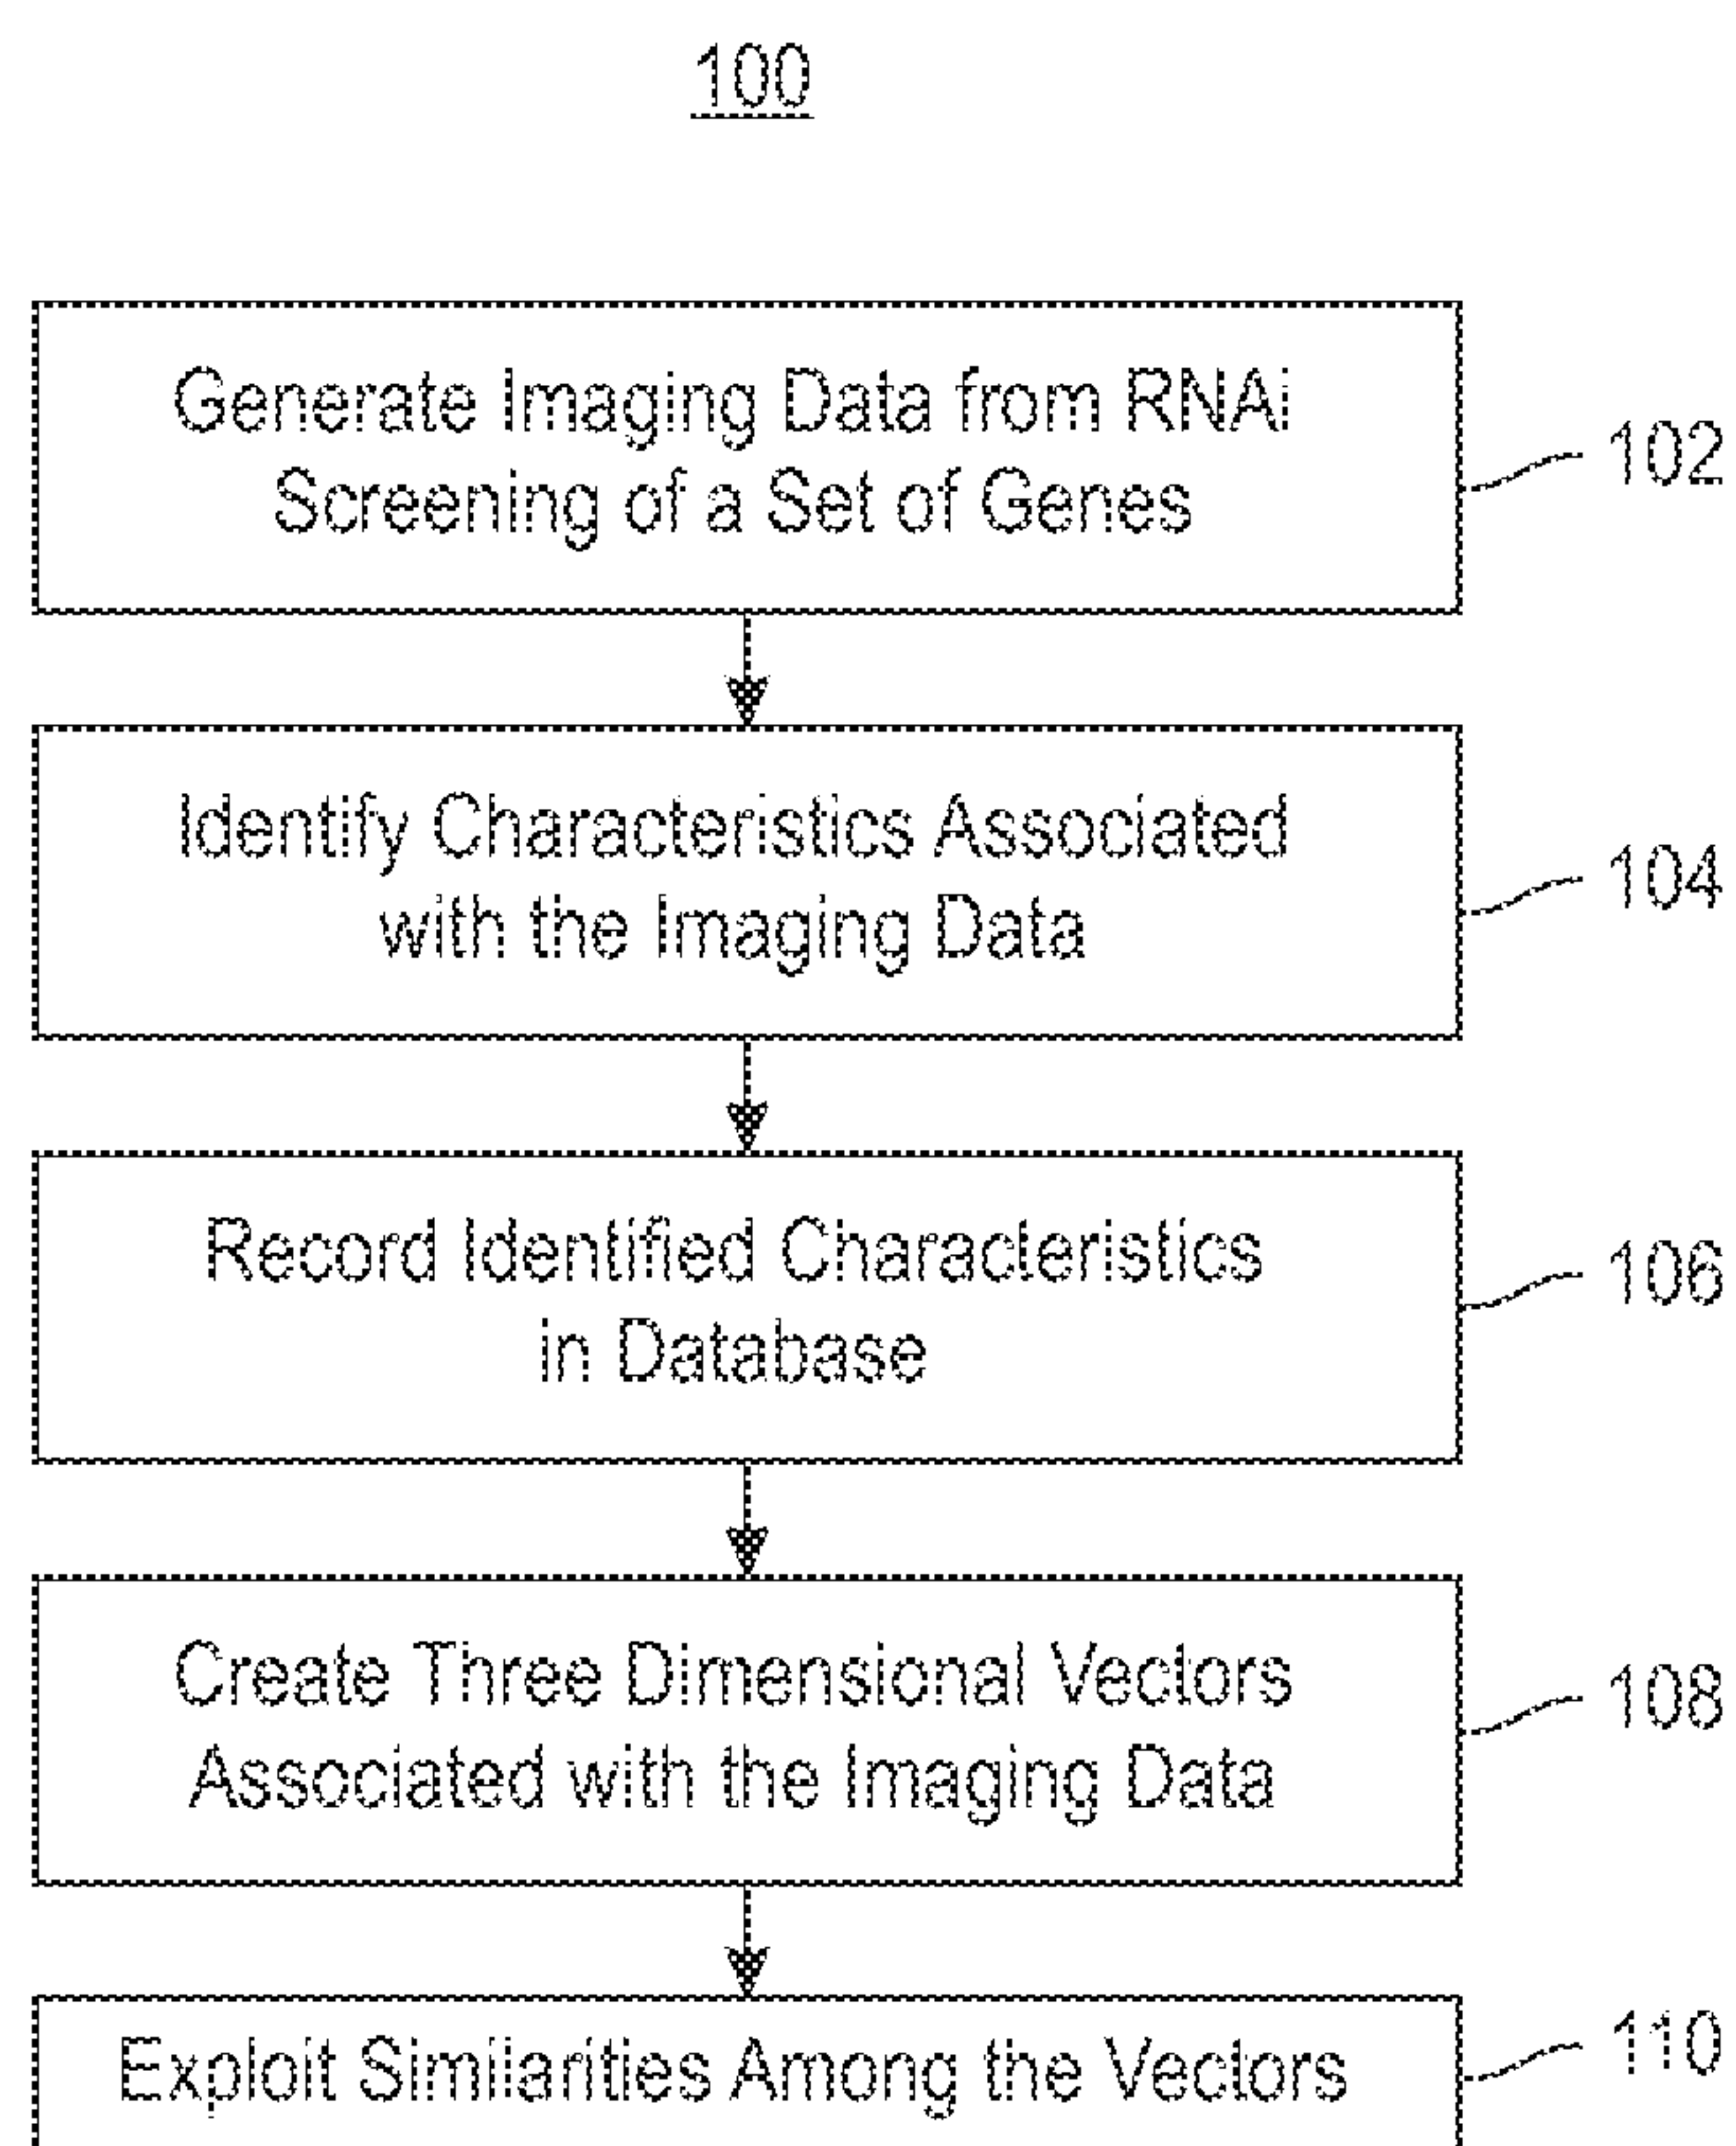 100
Generate Imaging Data from RNAi
Screening of a Set of Genes
102
Identify Characteristics Associated
with the Imaging Data
104
Record Identified Characteristics
in Database
106
Create Three Dimensional Vectors
Associated with the Imaging Data
108
Exploit Similarities Among the Vectors
110